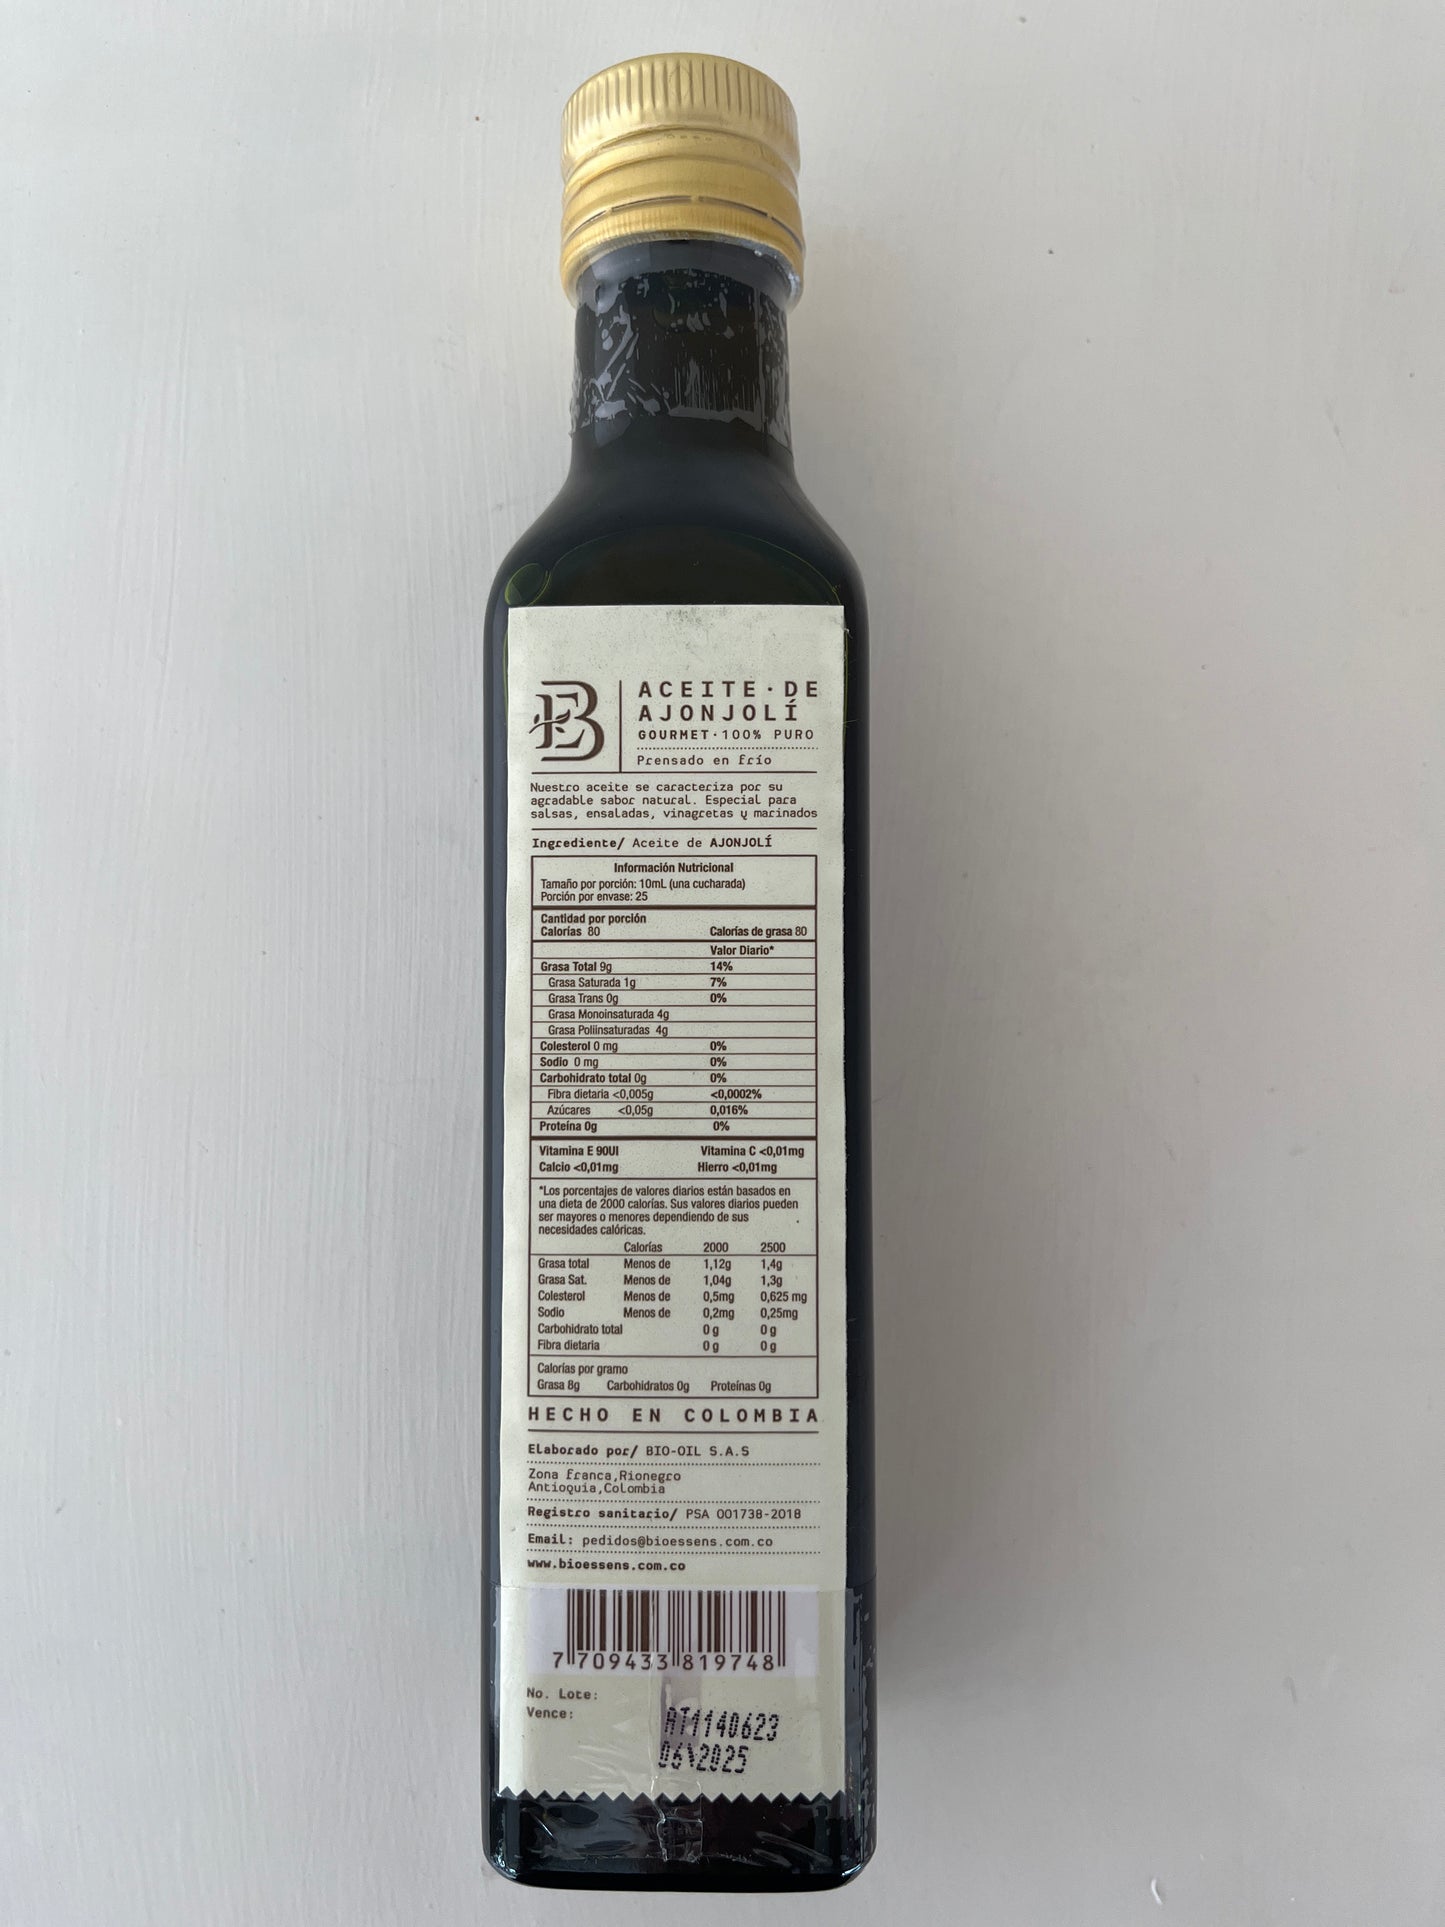 EB
ACEITE·DE
AJONJOLÍ
GOURMET·100% PURO
Prensado en frío
Nuestro aceite se caracteriza por su
agradable sabor natural. Especial para
salsas, ensaladas, vinagretas y marinados
Ingrediente/ Aceite de AJONJOLÍ
Información Nutricional
Tamaño por porción: 10mL (una cucharada)
Porción por envase: 25
Cantidad por porción
Calorías 80 Calorías de grasa 80
Valor Diario*
Grasa Total 9g 14%
Grasa Saturada 1g 7%
Grasa Trans 0g 0%
Grasa Monoinsaturada 4g
Grasa Poliinsaturadas 4g
Colesterol 0 mg 0%
Sodio 0 mg 0%
Carbohidrato total 0g 0%
Fibra dietaria <0,005g <0,0002%
Azúcares <0,05g 0,016%
Proteína 0g 0%
Vitamina E 90UI Vitamina C <0,01mg
Calcio <0,01mg Hierro <0,01mg
*Los porcentajes de valores diarios están basados en
una dieta de 2000 calorías. Sus valores diarios pueden
ser mayores o menores dependiendo de sus
necesidades calóricas.
Calorías 2000 2500
Grasa total Menos de 1,12g 1,4g
Grasa Sat. Menos de 1,04g 1,3g
Colesterol Menos de 0,5mg 0,625 mg
Sodio Menos de 0,2mg 0,25mg
Carbohidrato total 0 g 0 g
Fibra dietaria 0 g 0 g
Calorías por gramo
Grasa 8g Carbohidratos 0g Proteínas 0g
HECHO EN COLOMBIA
Elaborado por/ BIO-OIL S.A.S
Zona franca,Rionegro
Antioquia,Colombia
Registro sanitario/ PSA 001738-2018
Email: pedidos@bioessens.com.co
www.bioessens.com.co
7 709433 819748
No. Lote:
Vence:
AT1140623
06\2025